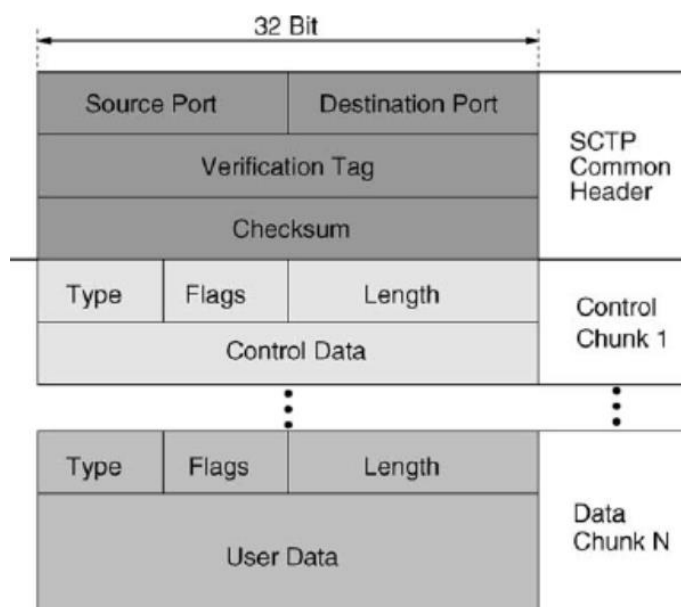 32 Bit
Source Port Destination Port
SCTP
Common
Header
Verification Tag
Checksum
Type Flags Length
Control
Chunk 1
Control Data
Type Flags Length
Data
Chunk N
User Data